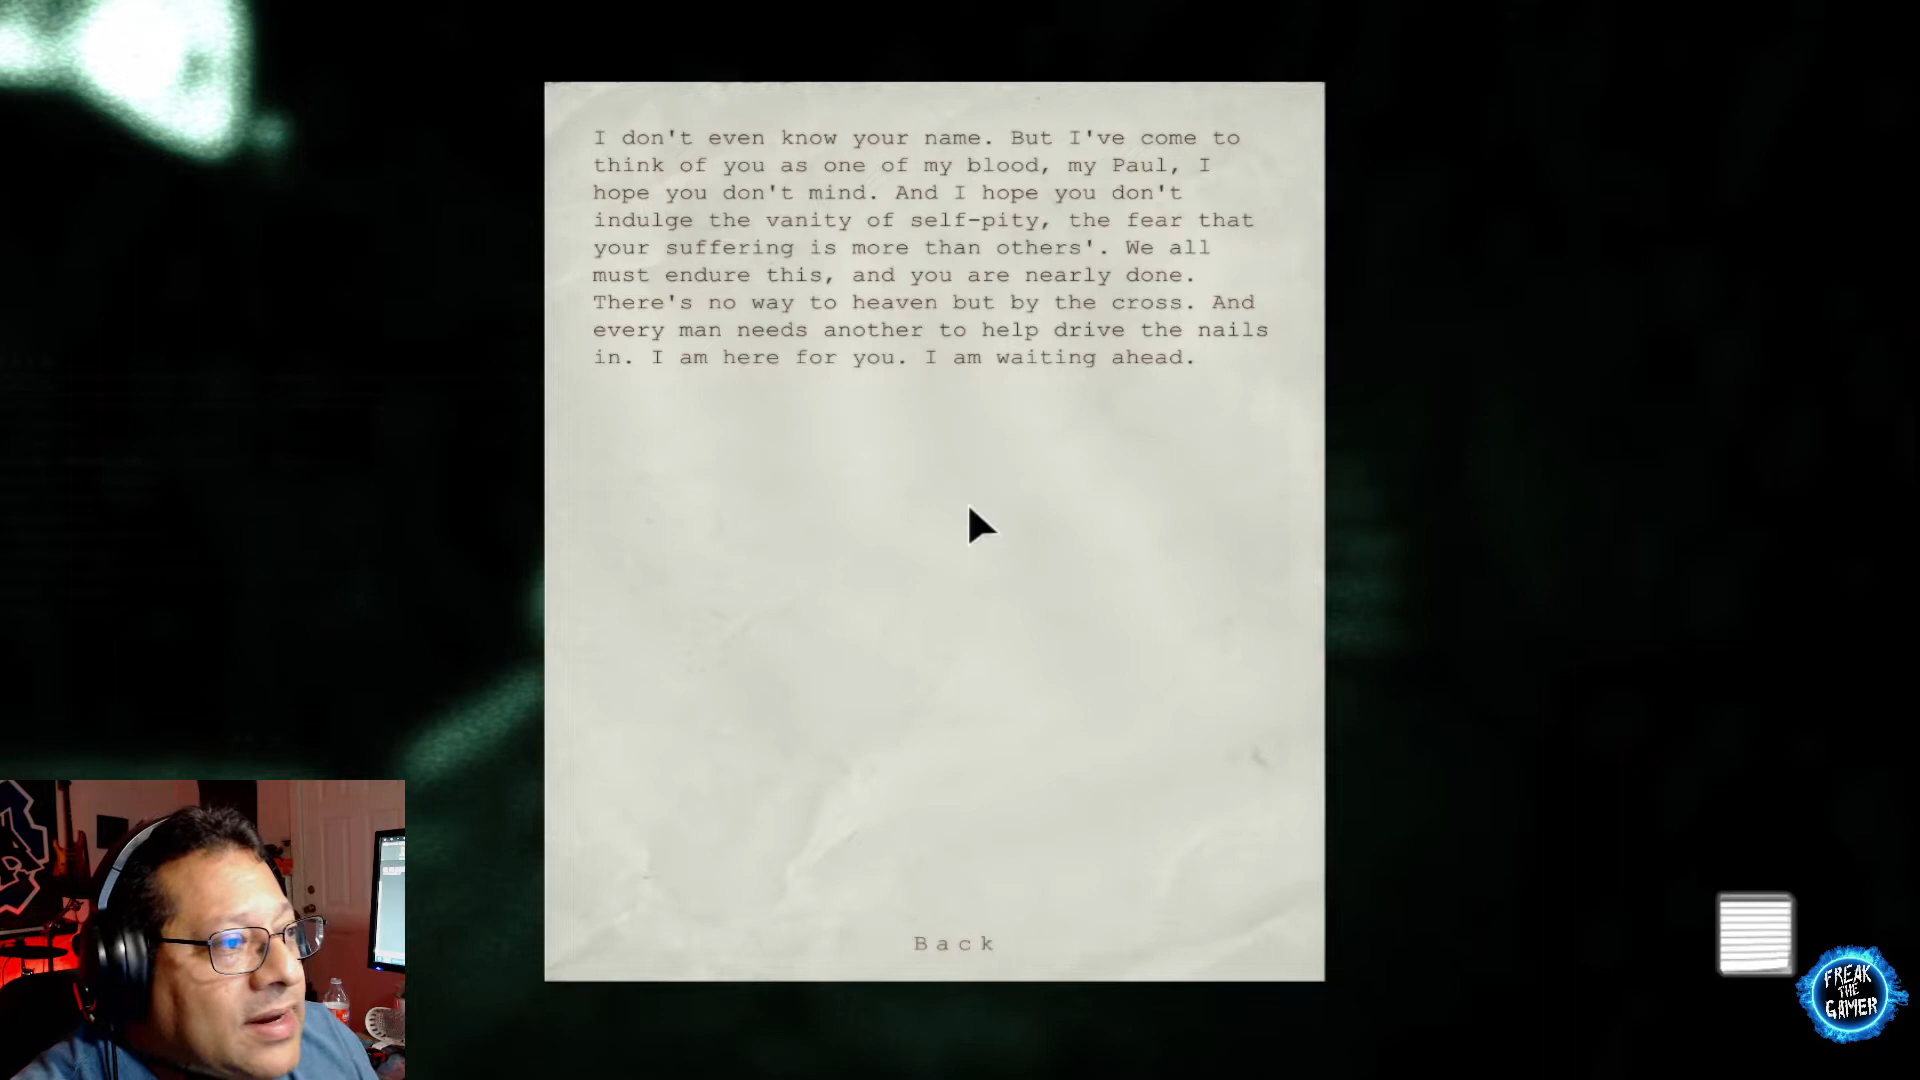 I don't even know your name. But I've come to
think of you as one of my blood, my Paul, I
hope you don't mind. And I hope you don't
indulge the vanity of self-pity, the fear that
your suffering is more than others'. We all
must endure this, and you are nearly done.
There's no way to heaven but by the cross. And
every man needs another to help drive the nails
in. I am here for you. I am waiting ahead.
Back
FREAK
THE
GAMER